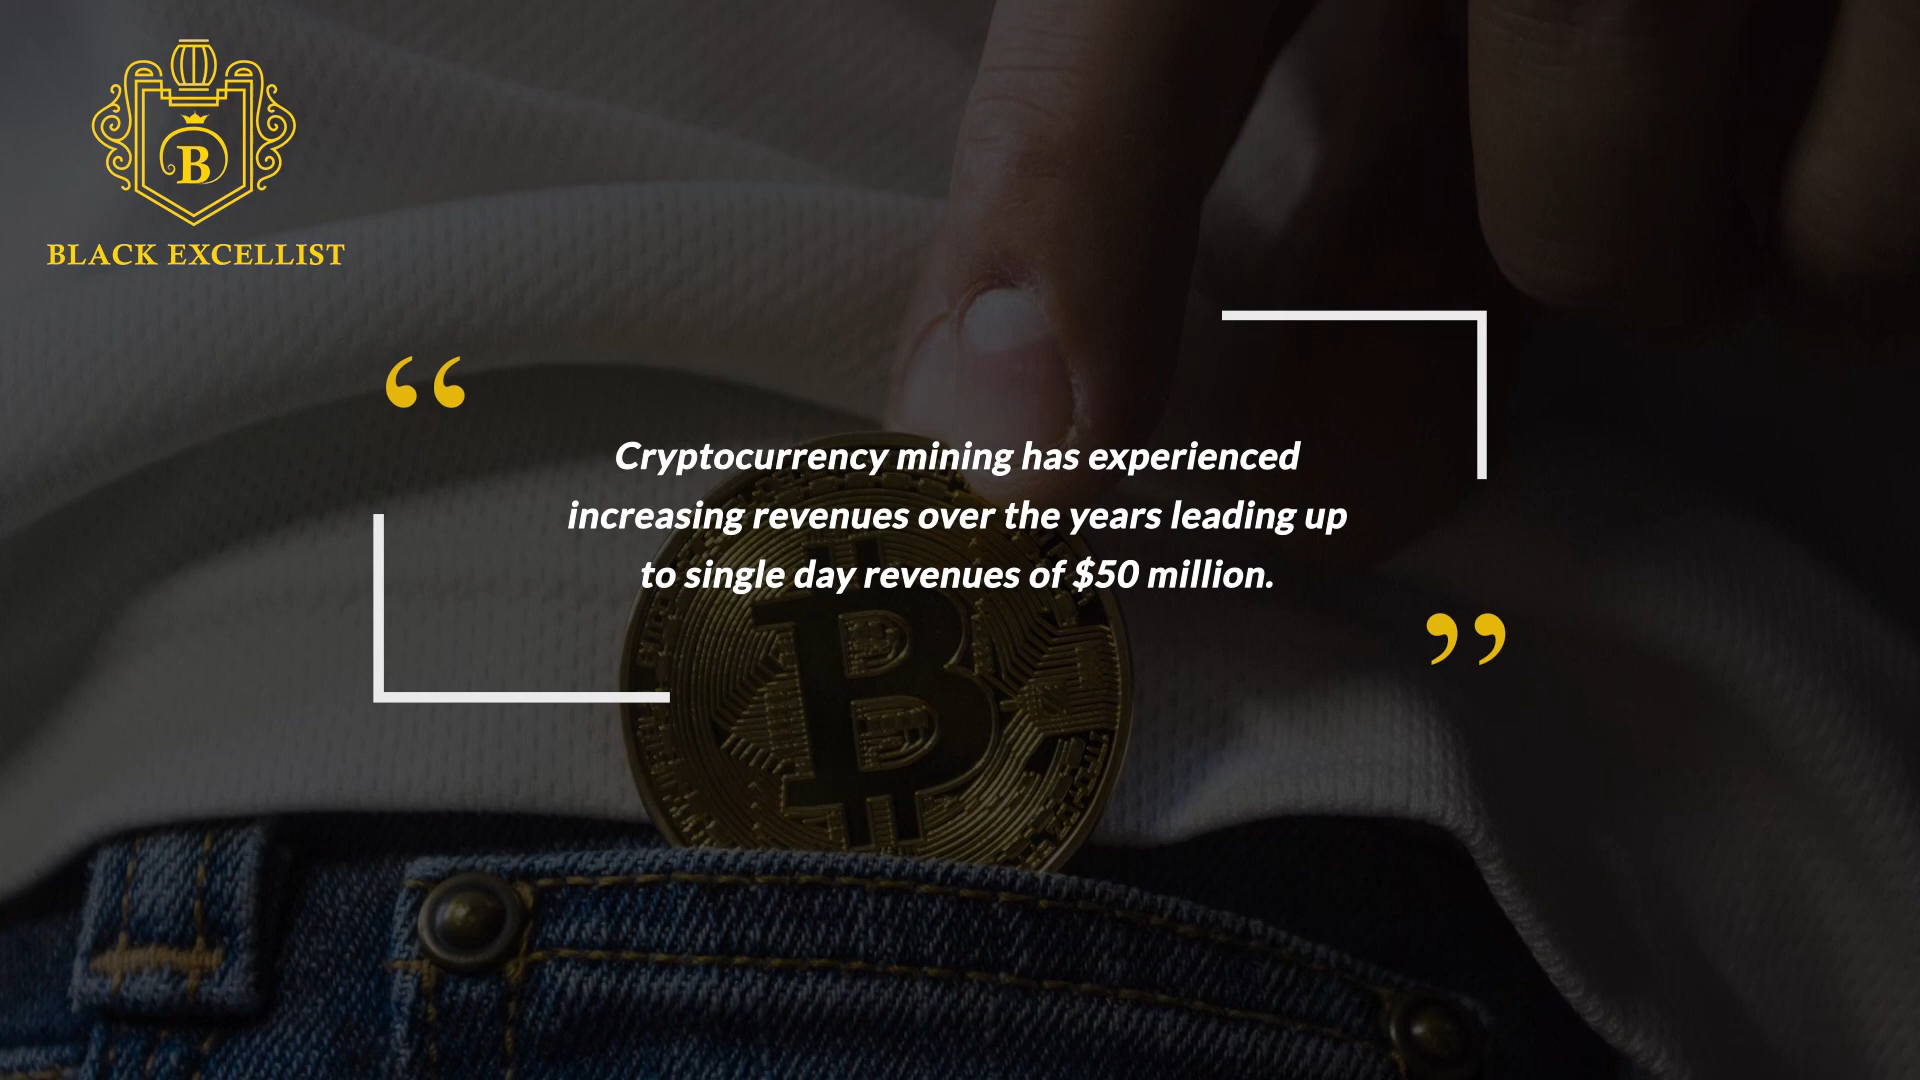 B
BLACK EXCELLIST
“
Cryptocurrency mining has experienced
increasing revenues over the years leading up
to single day revenues of $50 million.
”